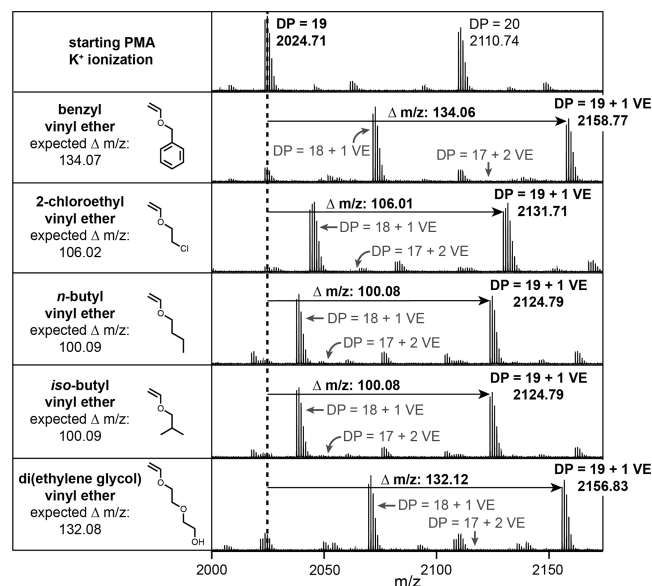 starting PMA
K⁺ ionization
DP = 19
2024.71
DP = 20
2110.74
benzyl
vinyl ether
expected Δ m/z:
134.07
O
Δ m/z: 134.06
DP = 19 + 1 VE
2158.77
DP = 18 + 1 VE
DP = 17 + 2 VE
2-chloroethyl
vinyl ether
expected Δ m/z:
106.02
O
Cl
Δ m/z: 106.01
DP = 19 + 1 VE
2131.71
DP = 18 + 1 VE
DP = 17 + 2 VE
n-butyl
vinyl ether
expected Δ m/z:
100.09
O
Δ m/z: 100.08
DP = 19 + 1 VE
2124.79
DP = 18 + 1 VE
DP = 17 + 2 VE
iso-butyl
vinyl ether
expected Δ m/z:
100.09
O
Δ m/z: 100.08
DP = 19 + 1 VE
2124.79
DP = 18 + 1 VE
DP = 17 + 2 VE
di(ethylene glycol)
vinyl ether
expected Δ m/z:
132.08
O
O
OH
Δ m/z: 132.12
DP = 19 + 1 VE
2156.83
DP = 18 + 1 VE
DP = 17 + 2 VE
2000 2050 2100 2150
m/z